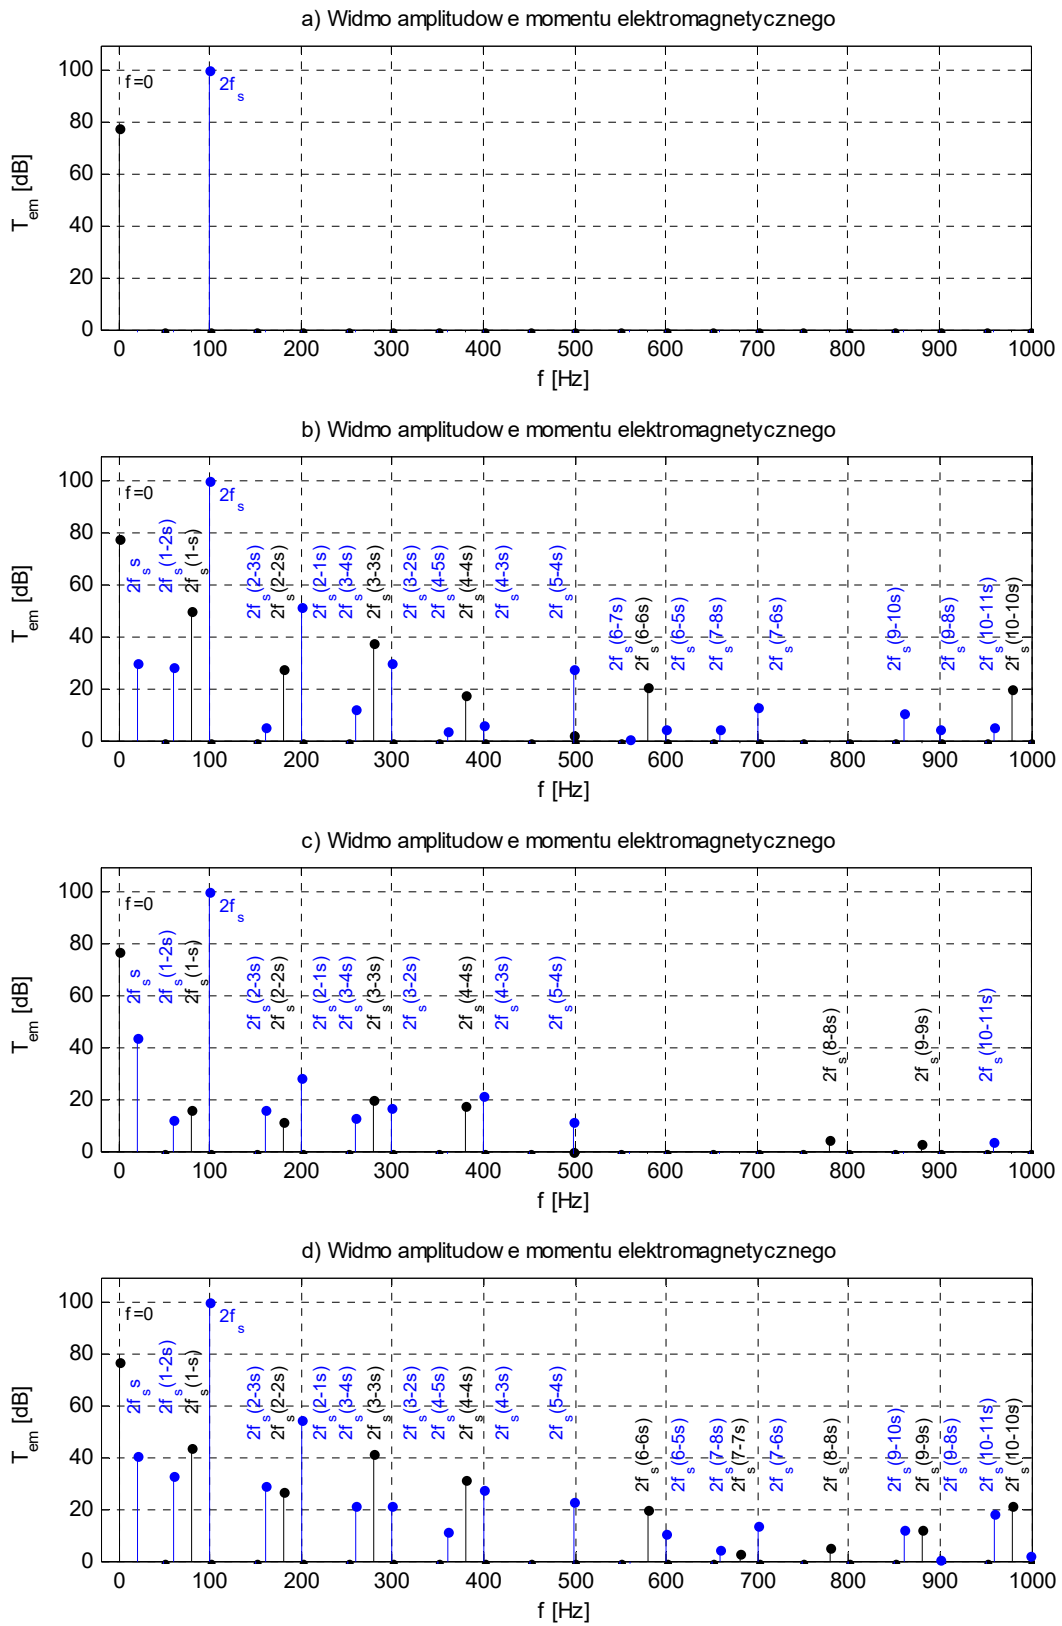 a) Widmo amplitudowe momentu elektromagnetycznego
T_em [dB]
100
80
60
40
20
0
f=0
2f_s
0 100 200 300 400 500 600 700 800 900 1000
f [Hz]
b) Widmo amplitudowe momentu elektromagnetycznego
T_em [dB]
100
80
60
40
20
0
f=0
2f_s
2f_s s
2f_s(1-2s)
2f_s(1-s)
2f_s(2-3s)
2f_s(2-2s)
2f_s(2-1s)
2f_s(3-4s)
2f_s(3-3s)
2f_s(3-2s)
2f_s(4-5s)
2f_s(4-4s)
2f_s(4-3s)
2f_s(5-4s)
2f_s(6-7s)
2f_s(6-6s)
2f_s(6-5s)
2f_s(7-8s)
2f_s(7-6s)
2f_s(9-10s)
2f_s(9-8s)
2f_s(10-11s)
2f_s(10-10s)
0 100 200 300 400 500 600 700 800 900 1000
f [Hz]
c) Widmo amplitudowe momentu elektromagnetycznego
T_em [dB]
100
80
60
40
20
0
f=0
2f_s
2f_s s
2f_s(1-2s)
2f_s(1-s)
2f_s(2-3s)
2f_s(2-2s)
2f_s(2-1s)
2f_s(3-4s)
2f_s(3-3s)
2f_s(3-2s)
2f_s(4-4s)
2f_s(4-3s)
2f_s(5-4s)
2f_s(8-8s)
2f_s(9-9s)
2f_s(10-11s)
0 100 200 300 400 500 600 700 800 900 1000
f [Hz]
d) Widmo amplitudowe momentu elektromagnetycznego
T_em [dB]
100
80
60
40
20
0
f=0
2f_s
2f_s s
2f_s(1-2s)
2f_s(1-s)
2f_s(2-3s)
2f_s(2-2s)
2f_s(2-1s)
2f_s(3-4s)
2f_s(3-3s)
2f_s(3-2s)
2f_s(4-5s)
2f_s(4-4s)
2f_s(4-3s)
2f_s(5-4s)
2f_s(6-6s)
2f_s(6-5s)
2f_s(7-8s)
2f_s(7-7s)
2f_s(7-6s)
2f_s(8-8s)
2f_s(9-10s)
2f_s(9-9s)
2f_s(9-8s)
2f_s(10-11s)
2f_s(10-10s)
0 100 200 300 400 500 600 700 800 900 1000
f [Hz]